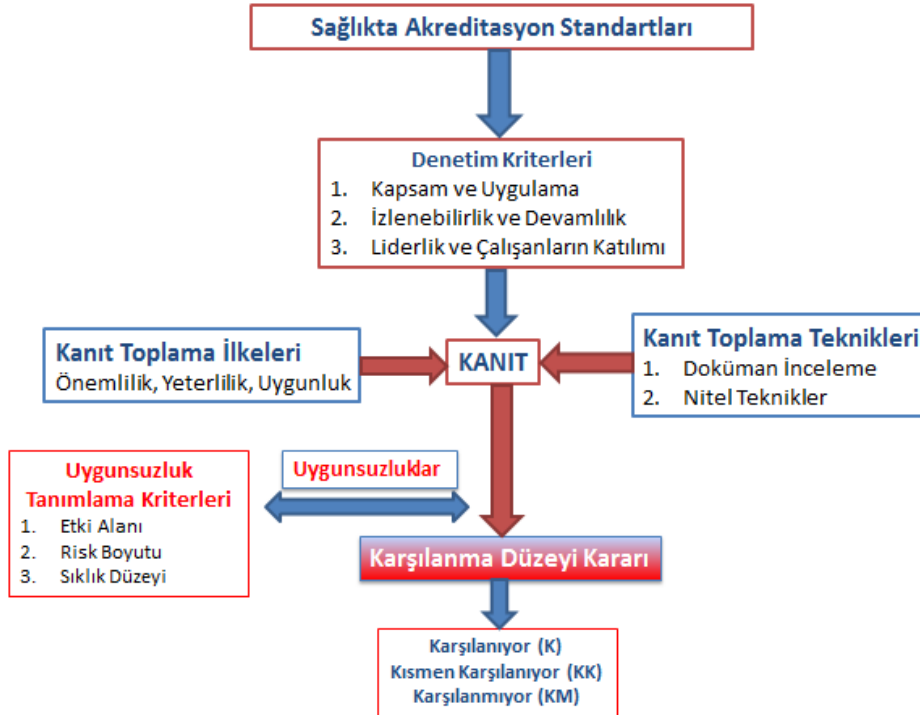 Sağlıkta Akreditasyon Standartları
Denetim Kriterleri
1. Kapsam ve Uygulama
2. İzlenebilirlik ve Devamlılık
3. Liderlik ve Çalışanların Katılımı
Kanıt Toplama İlkeleri
Önemlilik, Yeterlilik, Uygunluk
KANIT
Kanıt Toplama Teknikleri
1. Doküman İnceleme
2. Nitel Teknikler
Uygunsuzluk
Tanımlama Kriterleri
1. Etki Alanı
2. Risk Boyutu
3. Sıklık Düzeyi
Uygunsuzluklar
Karşılanma Düzeyi Kararı
Karşılanıyor (K)
Kısmen Karşılanıyor (KK)
Karşılanmıyor (KM)